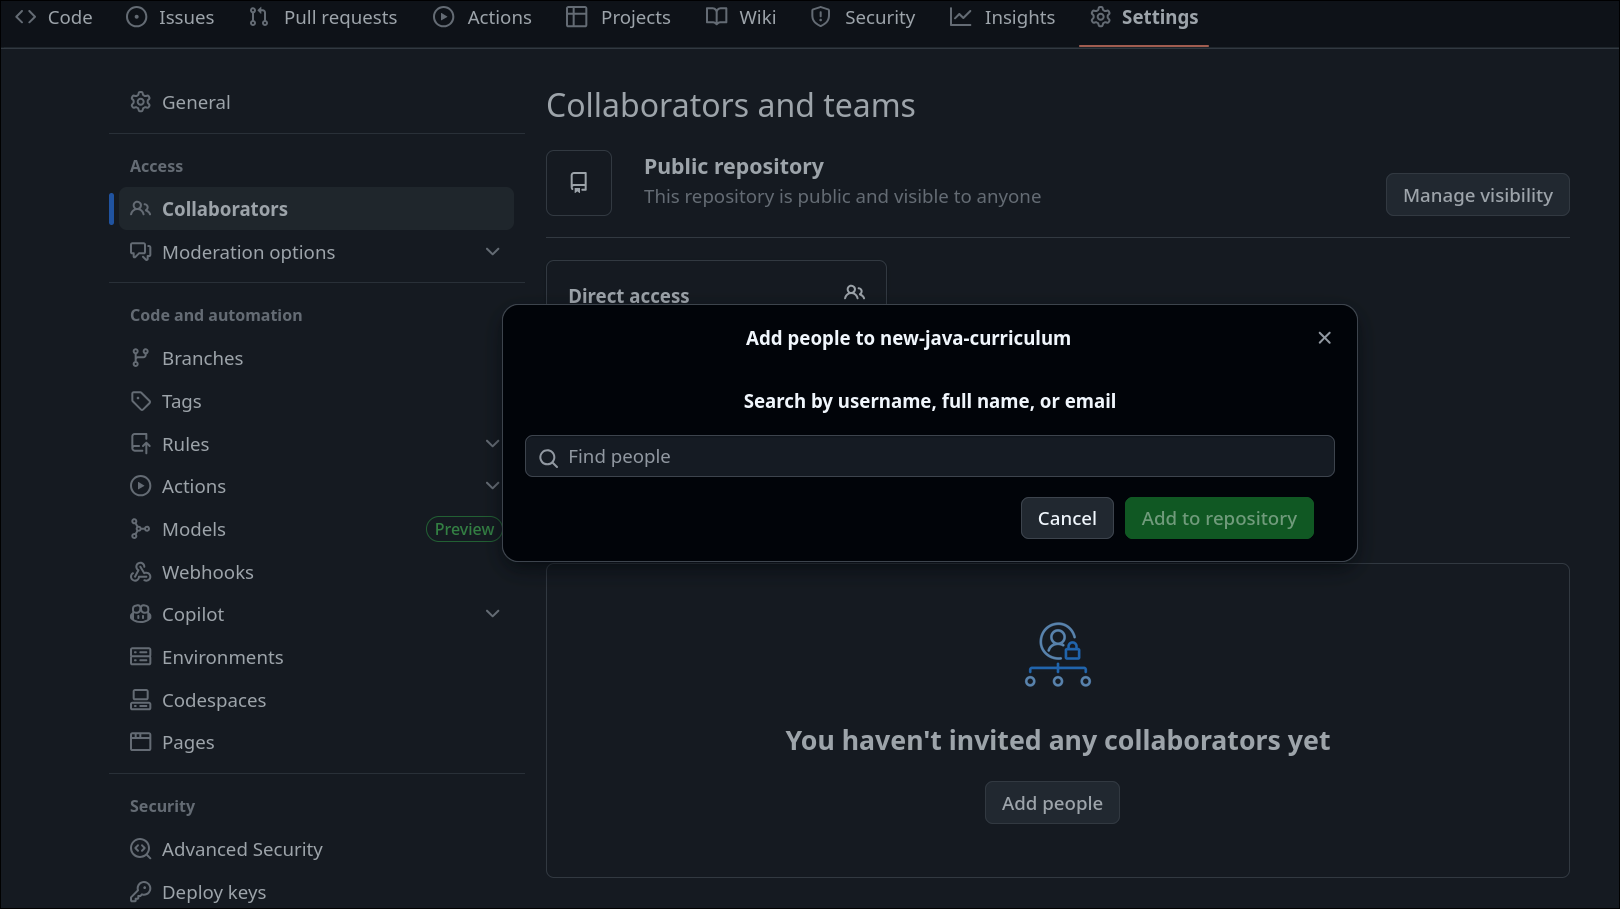 Code
Issues
Pull requests
Actions
Projects
Wiki
Security
Insights
Settings
General
Access
Collaborators
Moderation options
Code and automation
Branches
Tags
Rules
Actions
Models
Preview
Webhooks
Copilot
Environments
Codespaces
Pages
Security
Advanced Security
Deploy keys
Collaborators and teams
Public repository
This repository is public and visible to anyone
Manage visibility
Direct access
Add people to new-java-curriculum
Search by username, full name, or email
Find people
Cancel
Add to repository
You haven't invited any collaborators yet
Add people